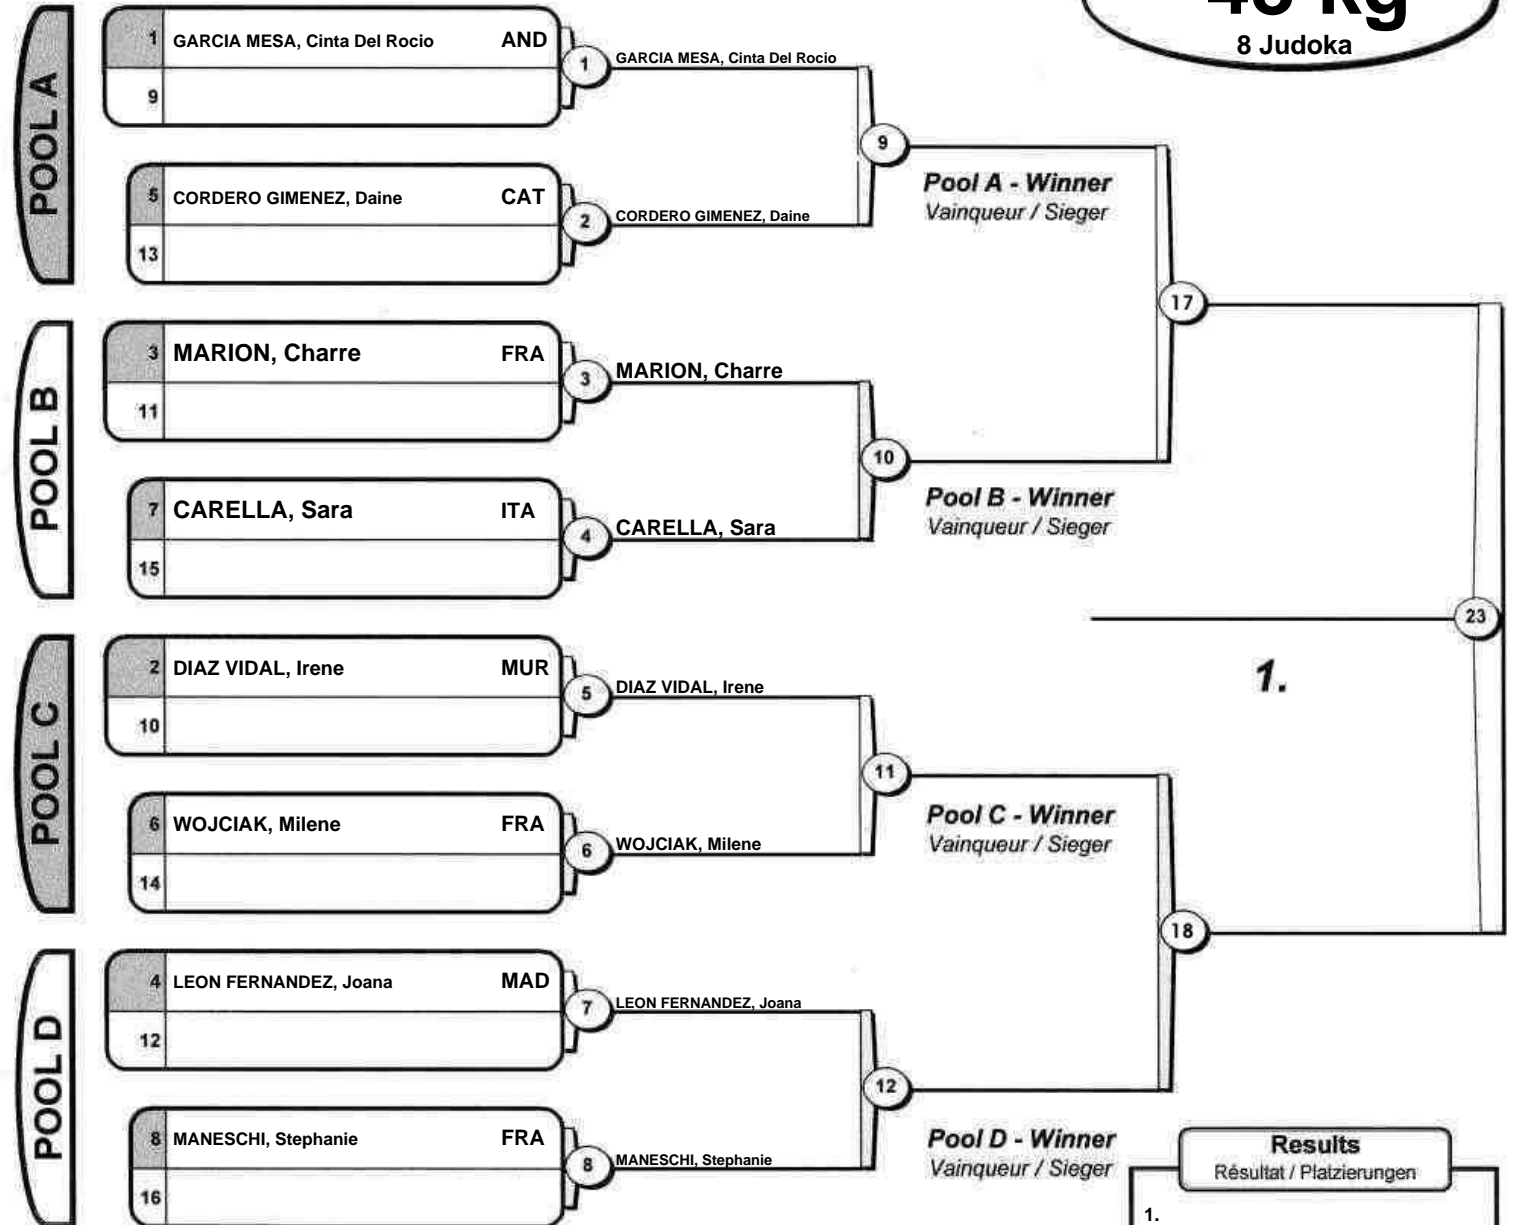 kg
8 Judoka
POOL A
1 GARCIA MESA, Cinta Del Rocio AND
9
1 GARCIA MESA, Cinta Del Rocio
9
5 CORDERO GIMENEZ, Daine CAT
13
2 CORDERO GIMENEZ, Daine
Pool A - Winner
Vainqueur / Sieger
17
POOL B
3 MARION, Charre FRA
11
3 MARION, Charre
10
7 CARELLA, Sara ITA
15
4 CARELLA, Sara
Pool B - Winner
Vainqueur / Sieger
23
1.
POOL C
2 DIAZ VIDAL, Irene MUR
10
5 DIAZ VIDAL, Irene
11
6 WOJCIAK, Milene FRA
14
6 WOJCIAK, Milene
Pool C - Winner
Vainqueur / Sieger
18
POOL D
4 LEON FERNANDEZ, Joana MAD
12
7 LEON FERNANDEZ, Joana
12
8 MANESCHI, Stephanie FRA
16
8 MANESCHI, Stephanie
Pool D - Winner
Vainqueur / Sieger
Results
Résultat / Platzierungen
1.